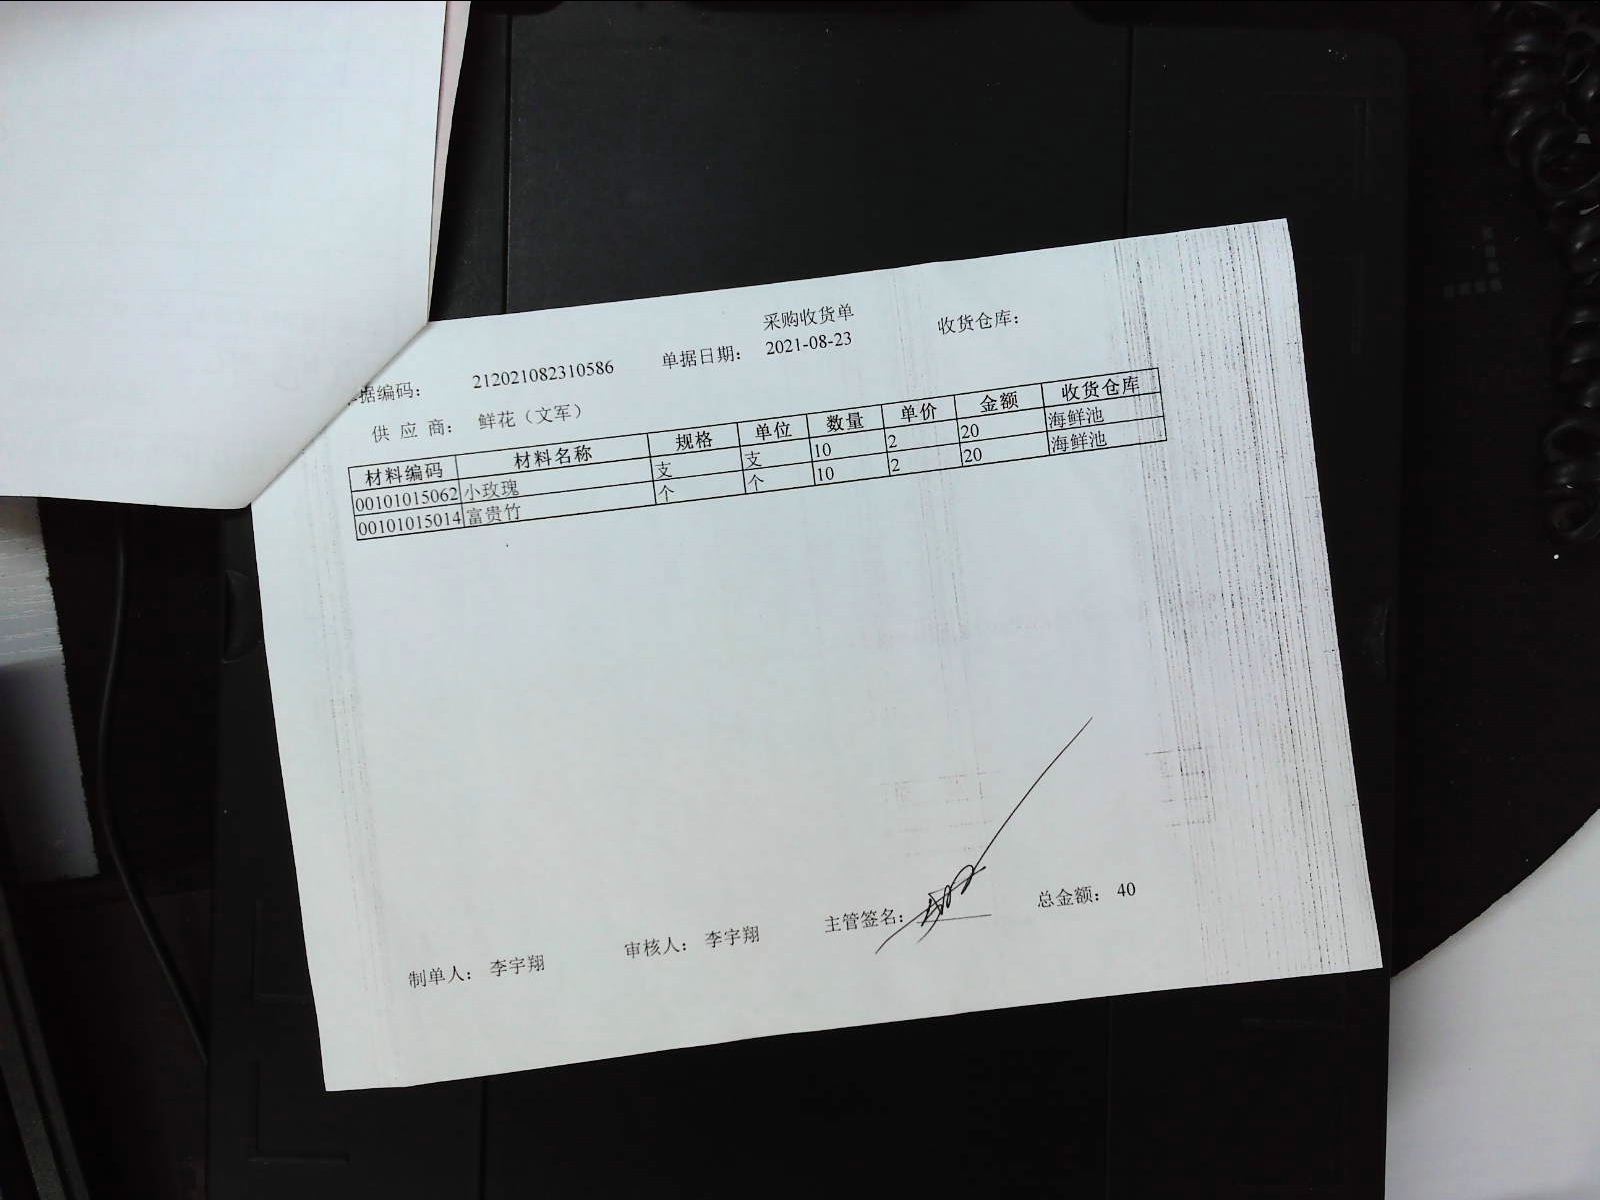 采购收货单
据编码: 212021082310586 单据日期: 2021-08-23 收货仓库:
供 应 商: 鲜花（文军）
材料编码 材料名称 规格 单位 数量 单价 金额 收货仓库
00101015062 小玫瑰 支 支 10 2 20 海鲜池
00101015014 富贵竹 个 个 10 2 20 海鲜池
制单人: 李宇翔 审核人: 李宇翔 主管签名: 总金额: 40